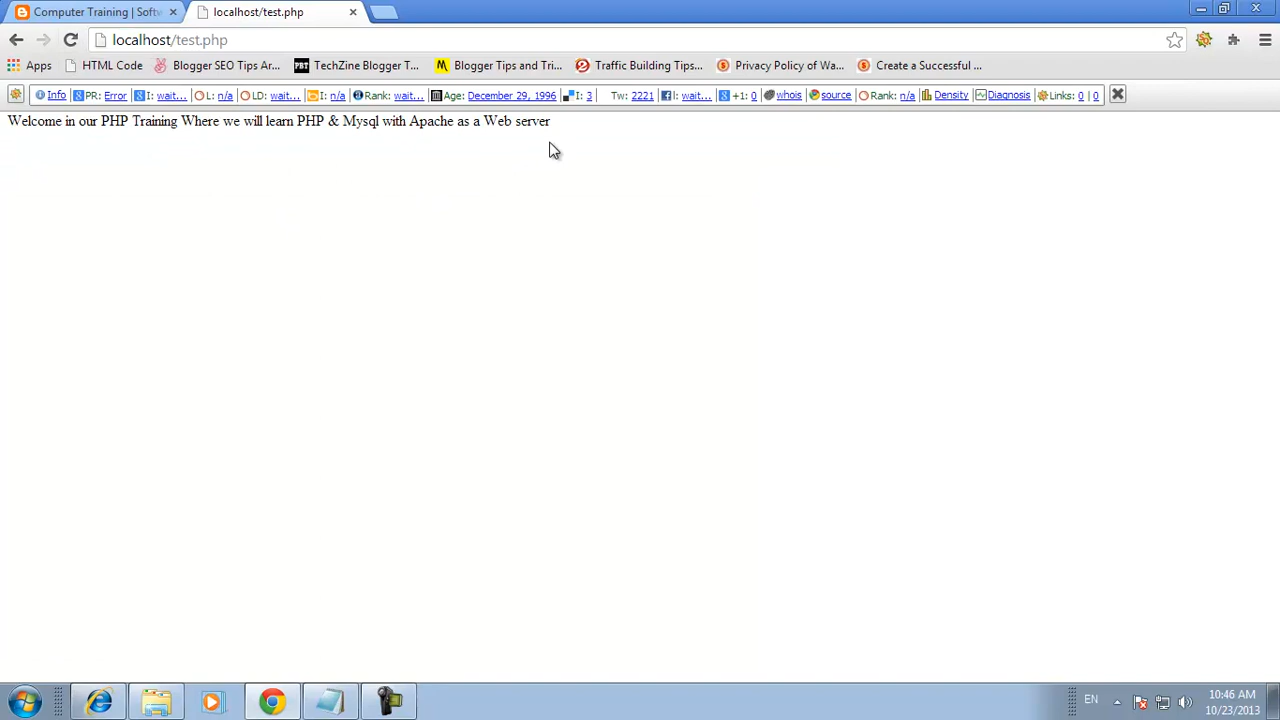 Computer Training | Softw
localhost/test.php
localhost/test.php
Apps HTML Code Blogger SEO Tips Ar... PBT TechZine Blogger T... Blogger Tips and Tri... Traffic Building Tips... Privacy Policy of Wa... Create a Successful ...
Info PR: Error I: wait... L: n/a LD: wait... I: n/a Rank: wait... Age: December 29, 1996 I: 3 Tw: 2221 I: wait... +1: 0 whois source Rank: n/a Density Diagnosis Links: 0 | 0
Welcome in our PHP Training Where we will learn PHP & Mysql with Apache as a Web server
EN
10:46 AM
10/23/2013